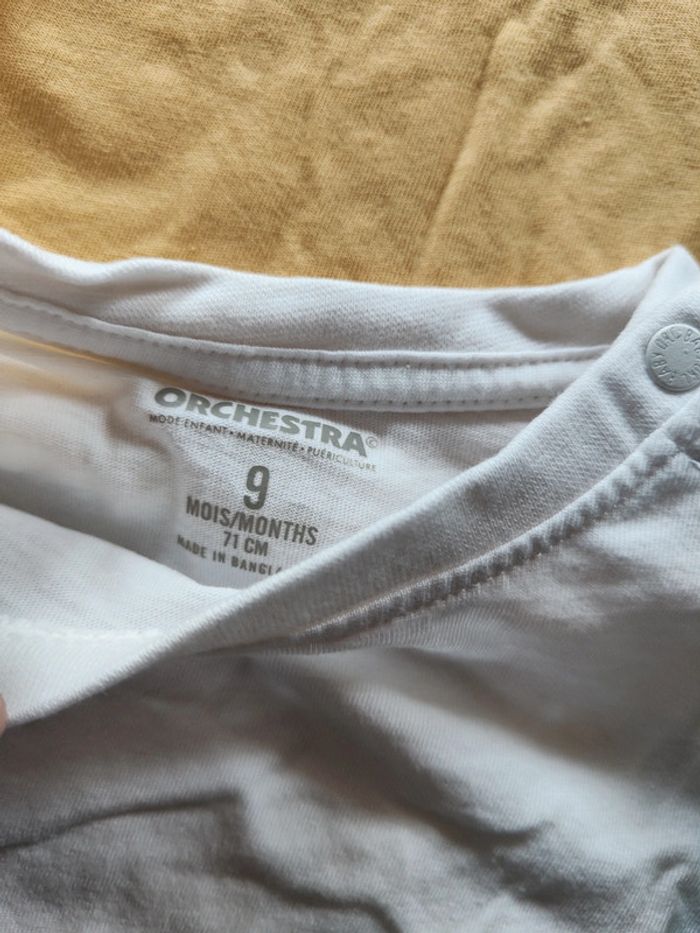 ORCHESTRA©
MODE ENFANT • MATERNITÉ • PUÉRICULTURE
9
MOIS/MONTHS
71 CM
MADE IN BANGL